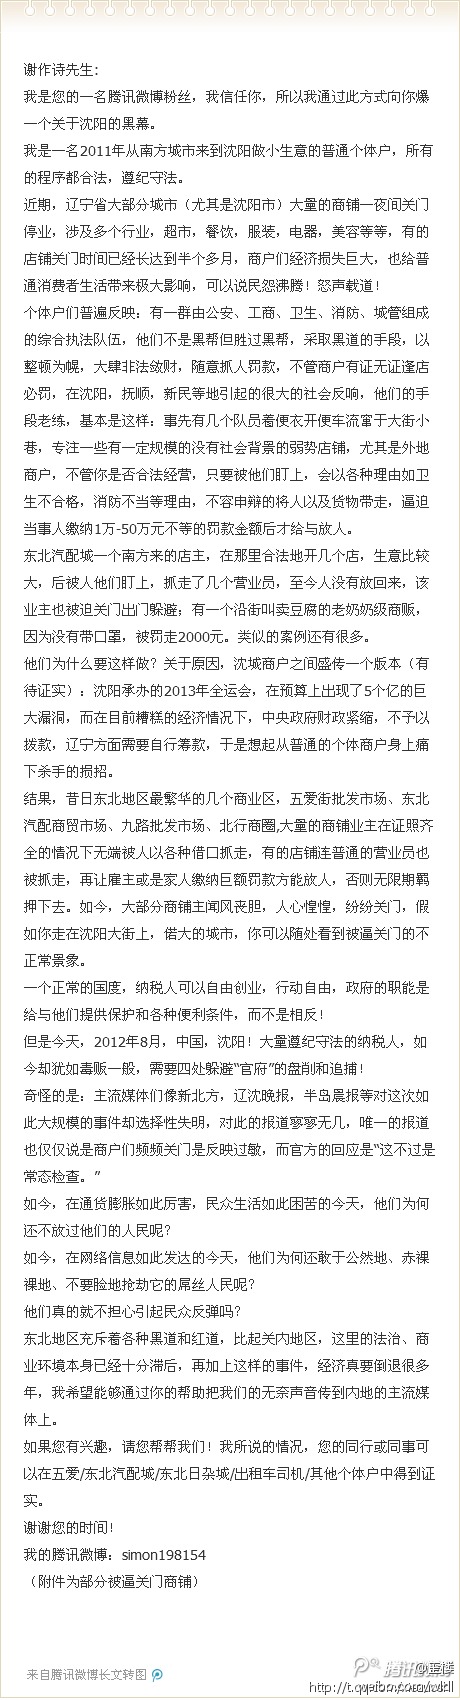 谢作诗先生:
我是您的一名腾讯微博粉丝，我信任你，所以我通过此方式向你爆
一个关于沈阳的黑幕。
我是一名2011年从南方城市来到沈阳做小生意的普通个体户，所有
的程序都合法，遵纪守法。
近期，辽宁省大部分城市（尤其是沈阳市）大量的商铺一夜间关门
停业，涉及多个行业，超市，餐饮，服装，电器，美容等等，有的
店铺关门时间已经长达到半个多月，商户们经济损失巨大，也给普
通消费者生活带来极大影响，可以说民怨沸腾！怒声载道！
个体户们普遍反映：有一群由公安、工商、卫生、消防、城管组成
的综合执法队伍，他们不是黑帮但胜过黑帮，采取黑道的手段，以
整顿为幌，大肆非法敛财，随意抓人罚款，不管商户有证无证逢店
必罚，在沈阳，抚顺，新民等地引起的很大的社会反响，他们的手
段老练，基本是这样：事先有几个队员着便衣开便车流窜于大街小
巷，专注一些有一定规模的没有社会背景的弱势店铺，尤其是外地
商户，不管你是否合法经营，只要被他们盯上，会以各种理由如卫
生不合格，消防不当等理由，不容申辩的将人以及货物带走，逼迫
当事人缴纳1万-50万元不等的罚款金额后才给与放人。
东北汽配城一个南方来的店主，在那里合法地开几个店，生意比较
大，后被人他们盯上，抓走了几个营业员，至今人没有放回来，该
业主也被迫关门出门躲避；有一个沿街叫卖豆腐的老奶奶级商贩，
因为没有带口罩，被罚走2000元。类似的案例还有很多。
他们为什么要这样做？关于原因，沈城商户之间盛传一个版本（有
待证实）：沈阳承办的2013年全运会，在预算上出现了5个亿的巨
大漏洞，而在目前糟糕的经济情况下，中央政府财政紧缩，不予以
拨款，辽宁方面需要自行筹款，于是想起从普通的个体商户身上痛
下杀手的损招。
结果，昔日东北地区最繁华的几个商业区，五爱街批发市场、东北
汽配商贸市场、九路批发市场、北行商圈,大量的商铺业主在证照齐
全的情况下无端被人以各种借口抓走，有的店铺连普通的营业员也
被抓走，再让雇主或是家人缴纳巨额罚款方能放人，否则无限期羁
押下去。如今，大部分商铺主闻风丧胆，人心惶惶，纷纷关门，假
如你走在沈阳大街上，偌大的城市，你可以随处看到被逼关门的不
正常景象。
一个正常的国度，纳税人可以自由创业，行动自由，政府的职能是
给与他们提供保护和各种便利条件，而不是相反！
但是今天，2012年8月，中国，沈阳！大量遵纪守法的纳税人，如
今却犹如毒贩一般，需要四处躲避“官府”的盘削和追捕！
奇怪的是：主流媒体们像新北方，辽沈晚报，半岛晨报等对这次如
此大规模的事件却选择性失明，对此的报道寥寥无几，唯一的报道
也仅仅说是商户们频频关门是反映过敏，而官方的回应是“这不过是
常态检查。”
如今，在通货膨胀如此厉害，民众生活如此困苦的今天，他们为何
还不放过他们的人民呢？
如今，在网络信息如此发达的今天，他们为何还敢于公然地、赤裸
裸地、不要脸地抢劫它的屌丝人民呢？
他们真的就不担心引起民众反弹吗？
东北地区充斥着各种黑道和红道，比起关内地区，这里的法治、商
业环境本身已经十分滞后，再加上这样的事件，经济真要倒退很多
年，我希望能够通过你的帮助把我们的无奈声音传到内地的主流媒
体上。
如果您有兴趣，请您帮帮我们！我所说的情况，您的同行或同事可
以在五爱/东北汽配城/东北日杂城/出租车司机/其他个体户中得到证
实。
谢谢您的时间！
我的腾讯微博：simon198154
（附件为部分被逼关门商铺）
来自腾讯微博长文转图
腾讯微博